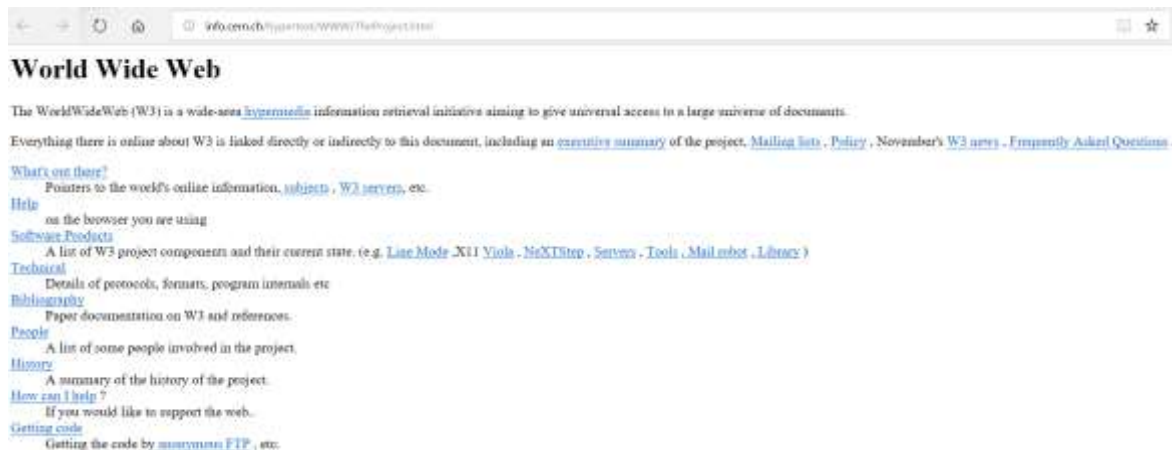 info.cern.ch/hypertext/WWW/TheProject.html
World Wide Web
The WorldWideWeb (W3) is a wide-area hypermedia information retrieval initiative aiming to give universal access to a large universe of documents.
Everything there is online about W3 is linked directly or indirectly to this document, including an executive summary of the project, Mailing lists , Policy , November's W3 news , Frequently Asked Questions
What's out there?
Pointers to the world's online information, subjects , W3 servers, etc.
Help
on the browser you are using
Software Products
A list of W3 project components and their current state. (e.g. Line Mode ,X11 Viola , NeXTStep , Servers , Tools , Mail robot , Library )
Technical
Details of protocols, formats, program internals etc
Bibliography
Paper documentation on W3 and references.
People
A list of some people involved in the project.
History
A summary of the history of the project.
How can I help ?
If you would like to support the web..
Getting code
Getting the code by anonymous FTP , etc.